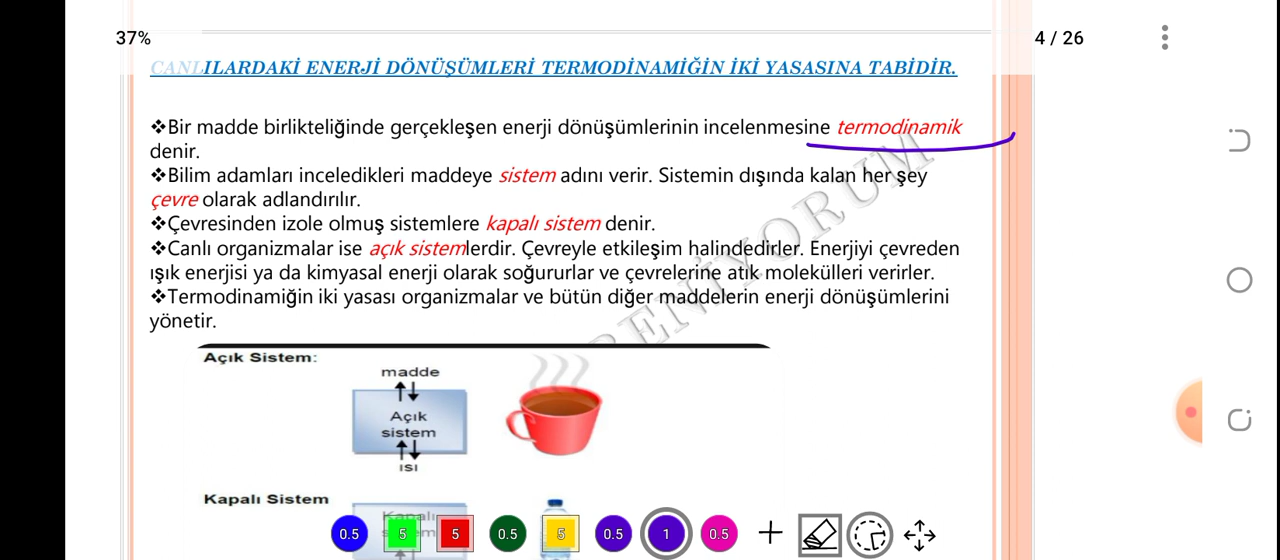 37%
4 / 26
CANLILARDAKİ ENERJİ DÖNÜŞÜMLERİ TERMODİNAMİĞİN İKİ YASASINA TABİDİR.
❖Bir madde birlikteliğinde gerçekleşen enerji dönüşümlerinin incelenmesine termodinamik
denir.
❖Bilim adamları inceledikleri maddeye sistem adını verir. Sistemin dışında kalan her şey
çevre olarak adlandırılır.
❖Çevresinden izole olmuş sistemlere kapalı sistem denir.
❖Canlı organizmalar ise açık sistemlerdir. Çevreyle etkileşim halindedirler. Enerjiyi çevreden
ışık enerjisi ya da kimyasal enerji olarak soğururlar ve çevrelerine atık molekülleri verirler.
❖Termodinamiğin iki yasası organizmalar ve bütün diğer maddelerin enerji dönüşümlerini
yönetir.
RENİYORUM
Açık Sistem:
madde
Açık
sistem
ısı
Kapalı Sistem
Kapalı
0.5 5 5 0.5 5 0.5 1 0.5